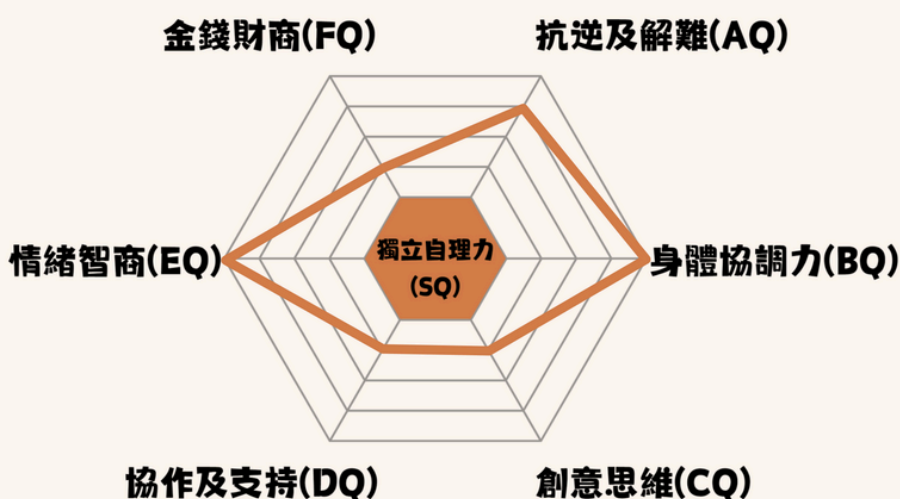 金錢財商(FQ)
抗逆及解難(AQ)
情緒智商(EQ)
獨立自理力
(SQ)
身體協調力(BQ)
協作及支持(DQ)
創意思維(CQ)